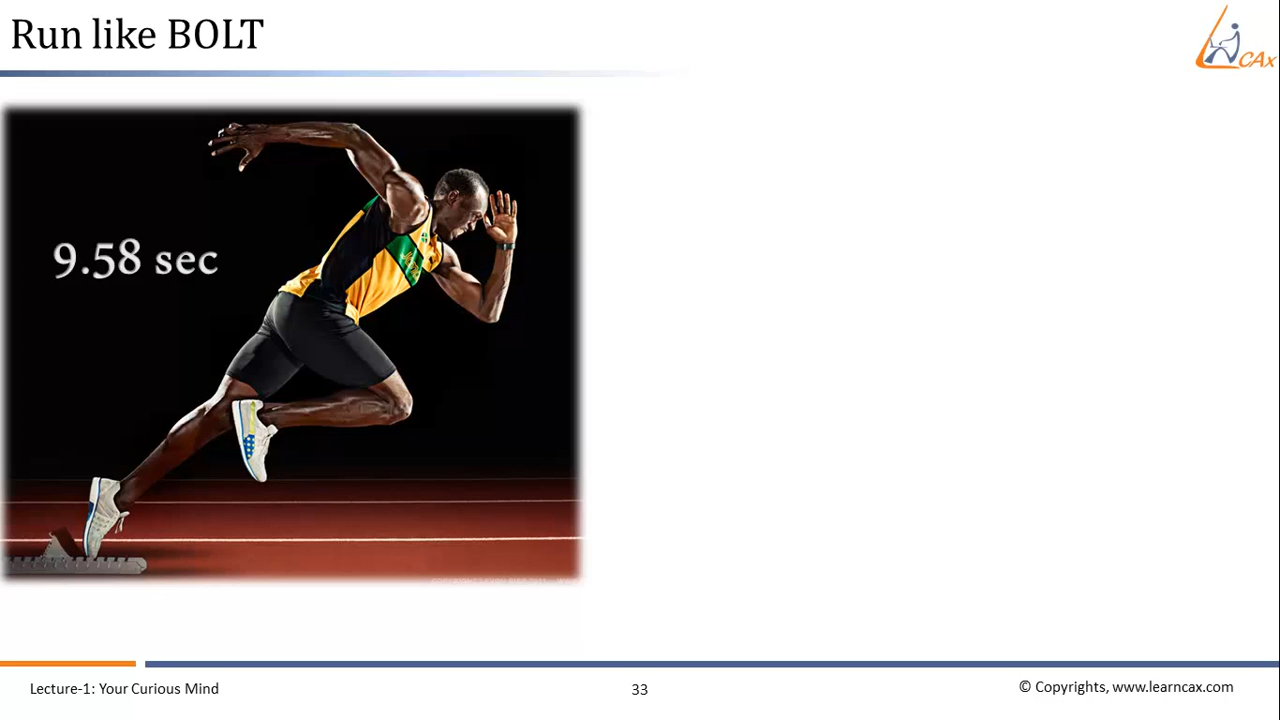 Run like BOLT
CAx
9.58 sec
Lecture-1: Your Curious Mind
33
© Copyrights, www.learncax.com